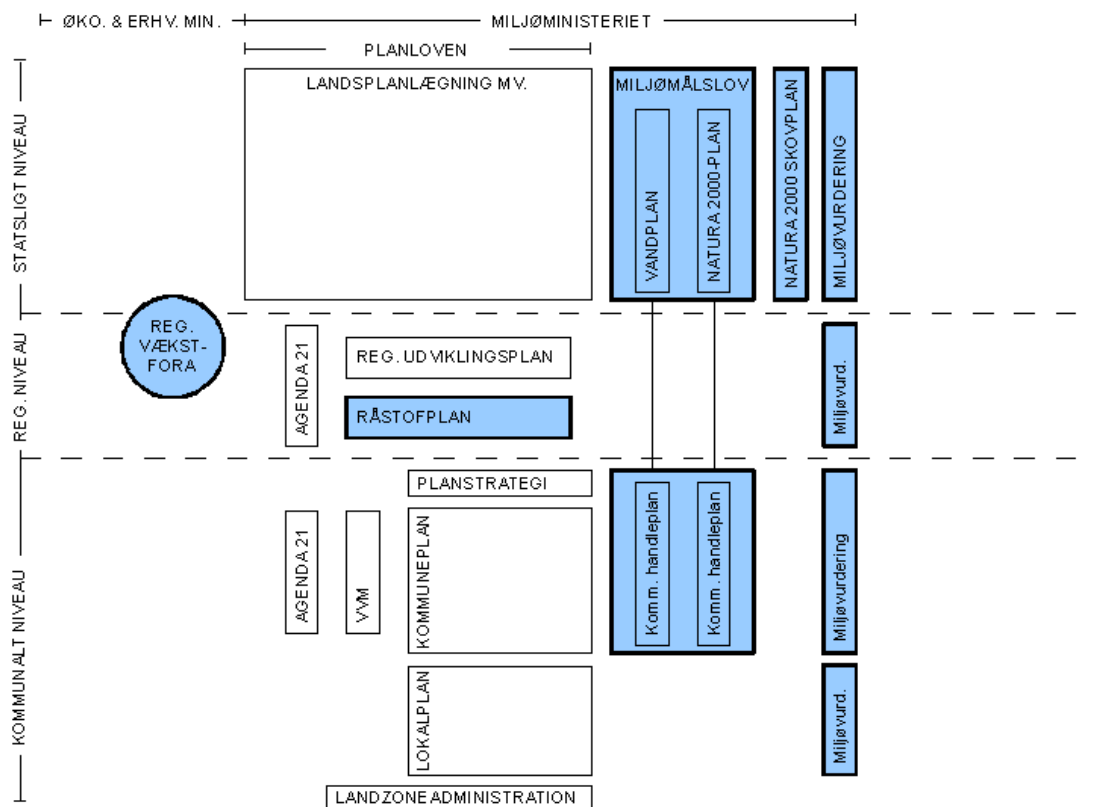 ØKO. & ERHV. MIN.
MILJØMINISTERIET
PLANLOVEN
STATSLIGT NIVEAU
LANDSPLANLÆGNING M.V.
MILJØMÅLSLOV
VANDPLAN
NATURA 2000-PLAN
NATURA 2000 SKOVPLAN
MILJØVURDERING
REG. NIVEAU
REG.
VÆKST-
FORA
AGENDA 21
REG. UDVIKLINGSPLAN
RÅSTOFPLAN
Miljøvurd.
KOMMUNALT NIVEAU
PLANSTRATEGI
AGENDA 21
VVM
KOMMUNEPLAN
Komm. handleplan
Komm. handleplan
Miljøvurdering
LOKALPLAN
Miljøvurd.
LANDZONEADMINISTRATION